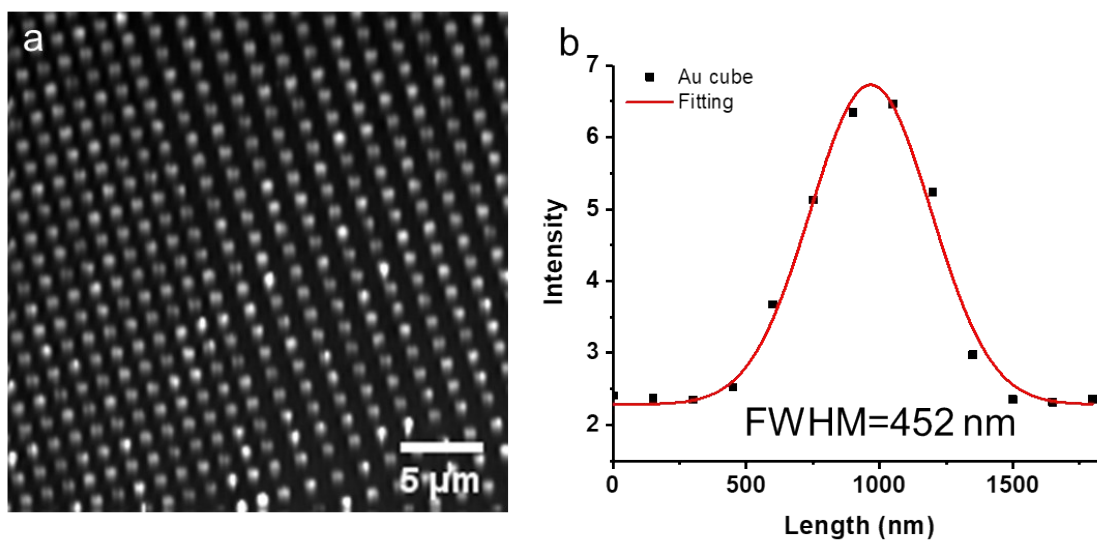 a
5 µm
b
Au cube
Fitting
7
6
5
4
3
2
Intensity
FWHM=452 nm
0
500
1000
1500
Length (nm)